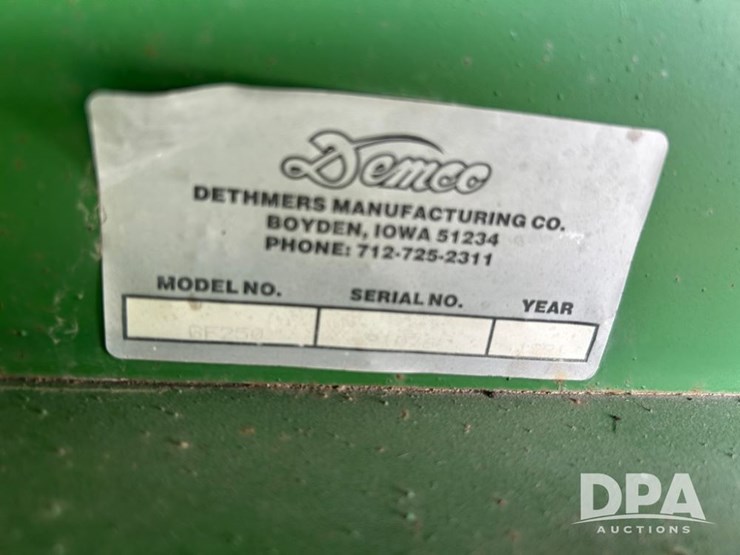 Demco
DETHMERS MANUFACTURING CO.
BOYDEN, IOWA 51234
PHONE: 712-725-2311
MODEL NO. SERIAL NO. YEAR
DPA
AUCTIONS